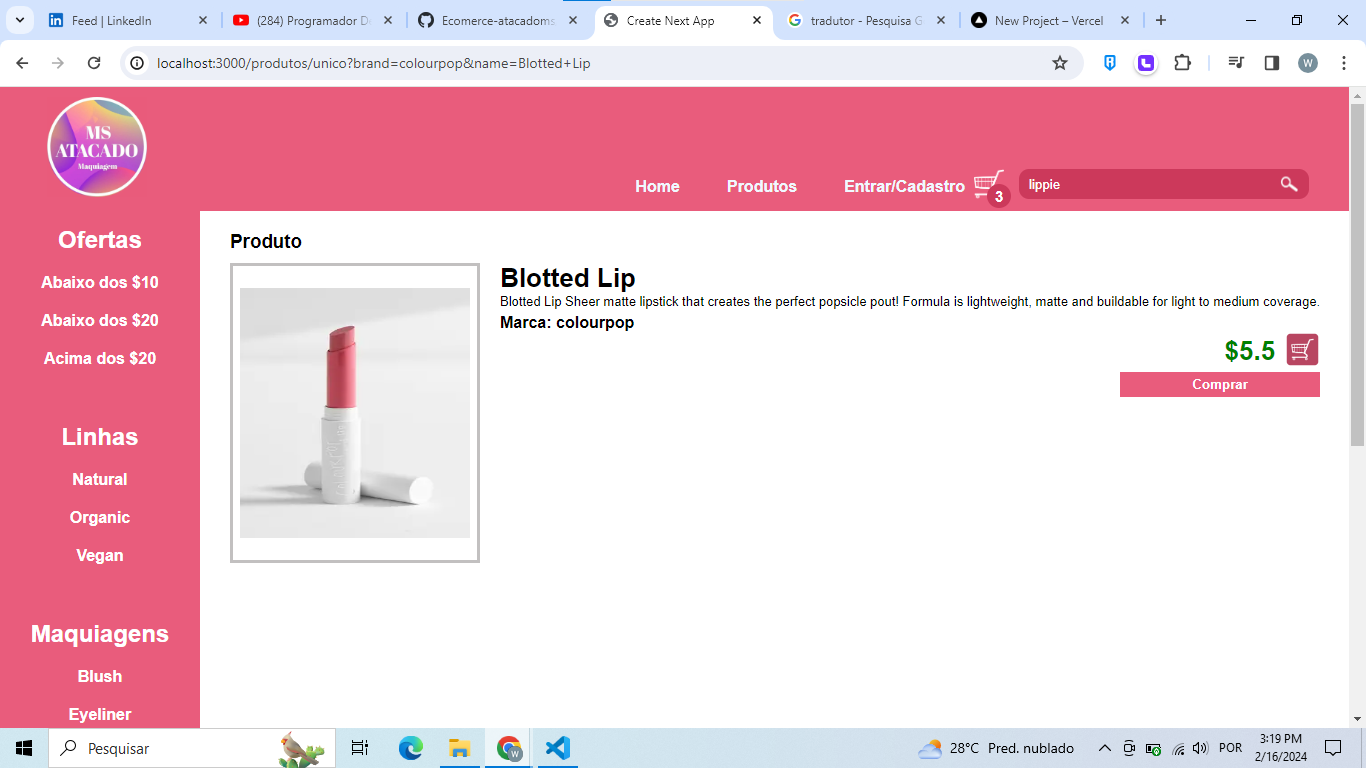 Feed | LinkedIn
(284) Programador De
Ecomerce-atacadoms
Create Next App
tradutor - Pesquisa G
New Project – Vercel
localhost:3000/produtos/unico?brand=colourpop&name=Blotted+Lip
W
MS
ATACADO
Maquiagem
Home Produtos Entrar/Cadastro 3 lippie
Ofertas
Abaixo dos $10
Abaixo dos $20
Acima dos $20
Linhas
Natural
Organic
Vegan
Maquiagens
Blush
Eyeliner
Produto
Blotted Lip
Blotted Lip Sheer matte lipstick that creates the perfect popsicle pout! Formula is lightweight, matte and buildable for light to medium coverage.
Marca: colourpop
$5.5
Comprar
Pesquisar
W
28°C Pred. nublado
POR
3:19 PM
2/16/2024